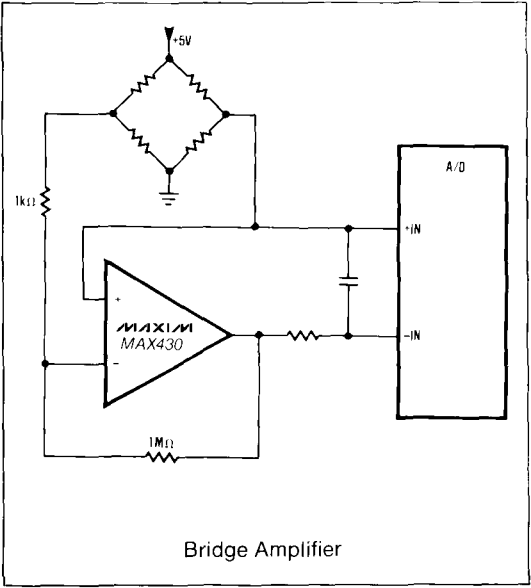 +5V
A/D
1kΩ
+IN
+
MAXIM
MAX430
-IN
-
1MΩ
Bridge Amplifier